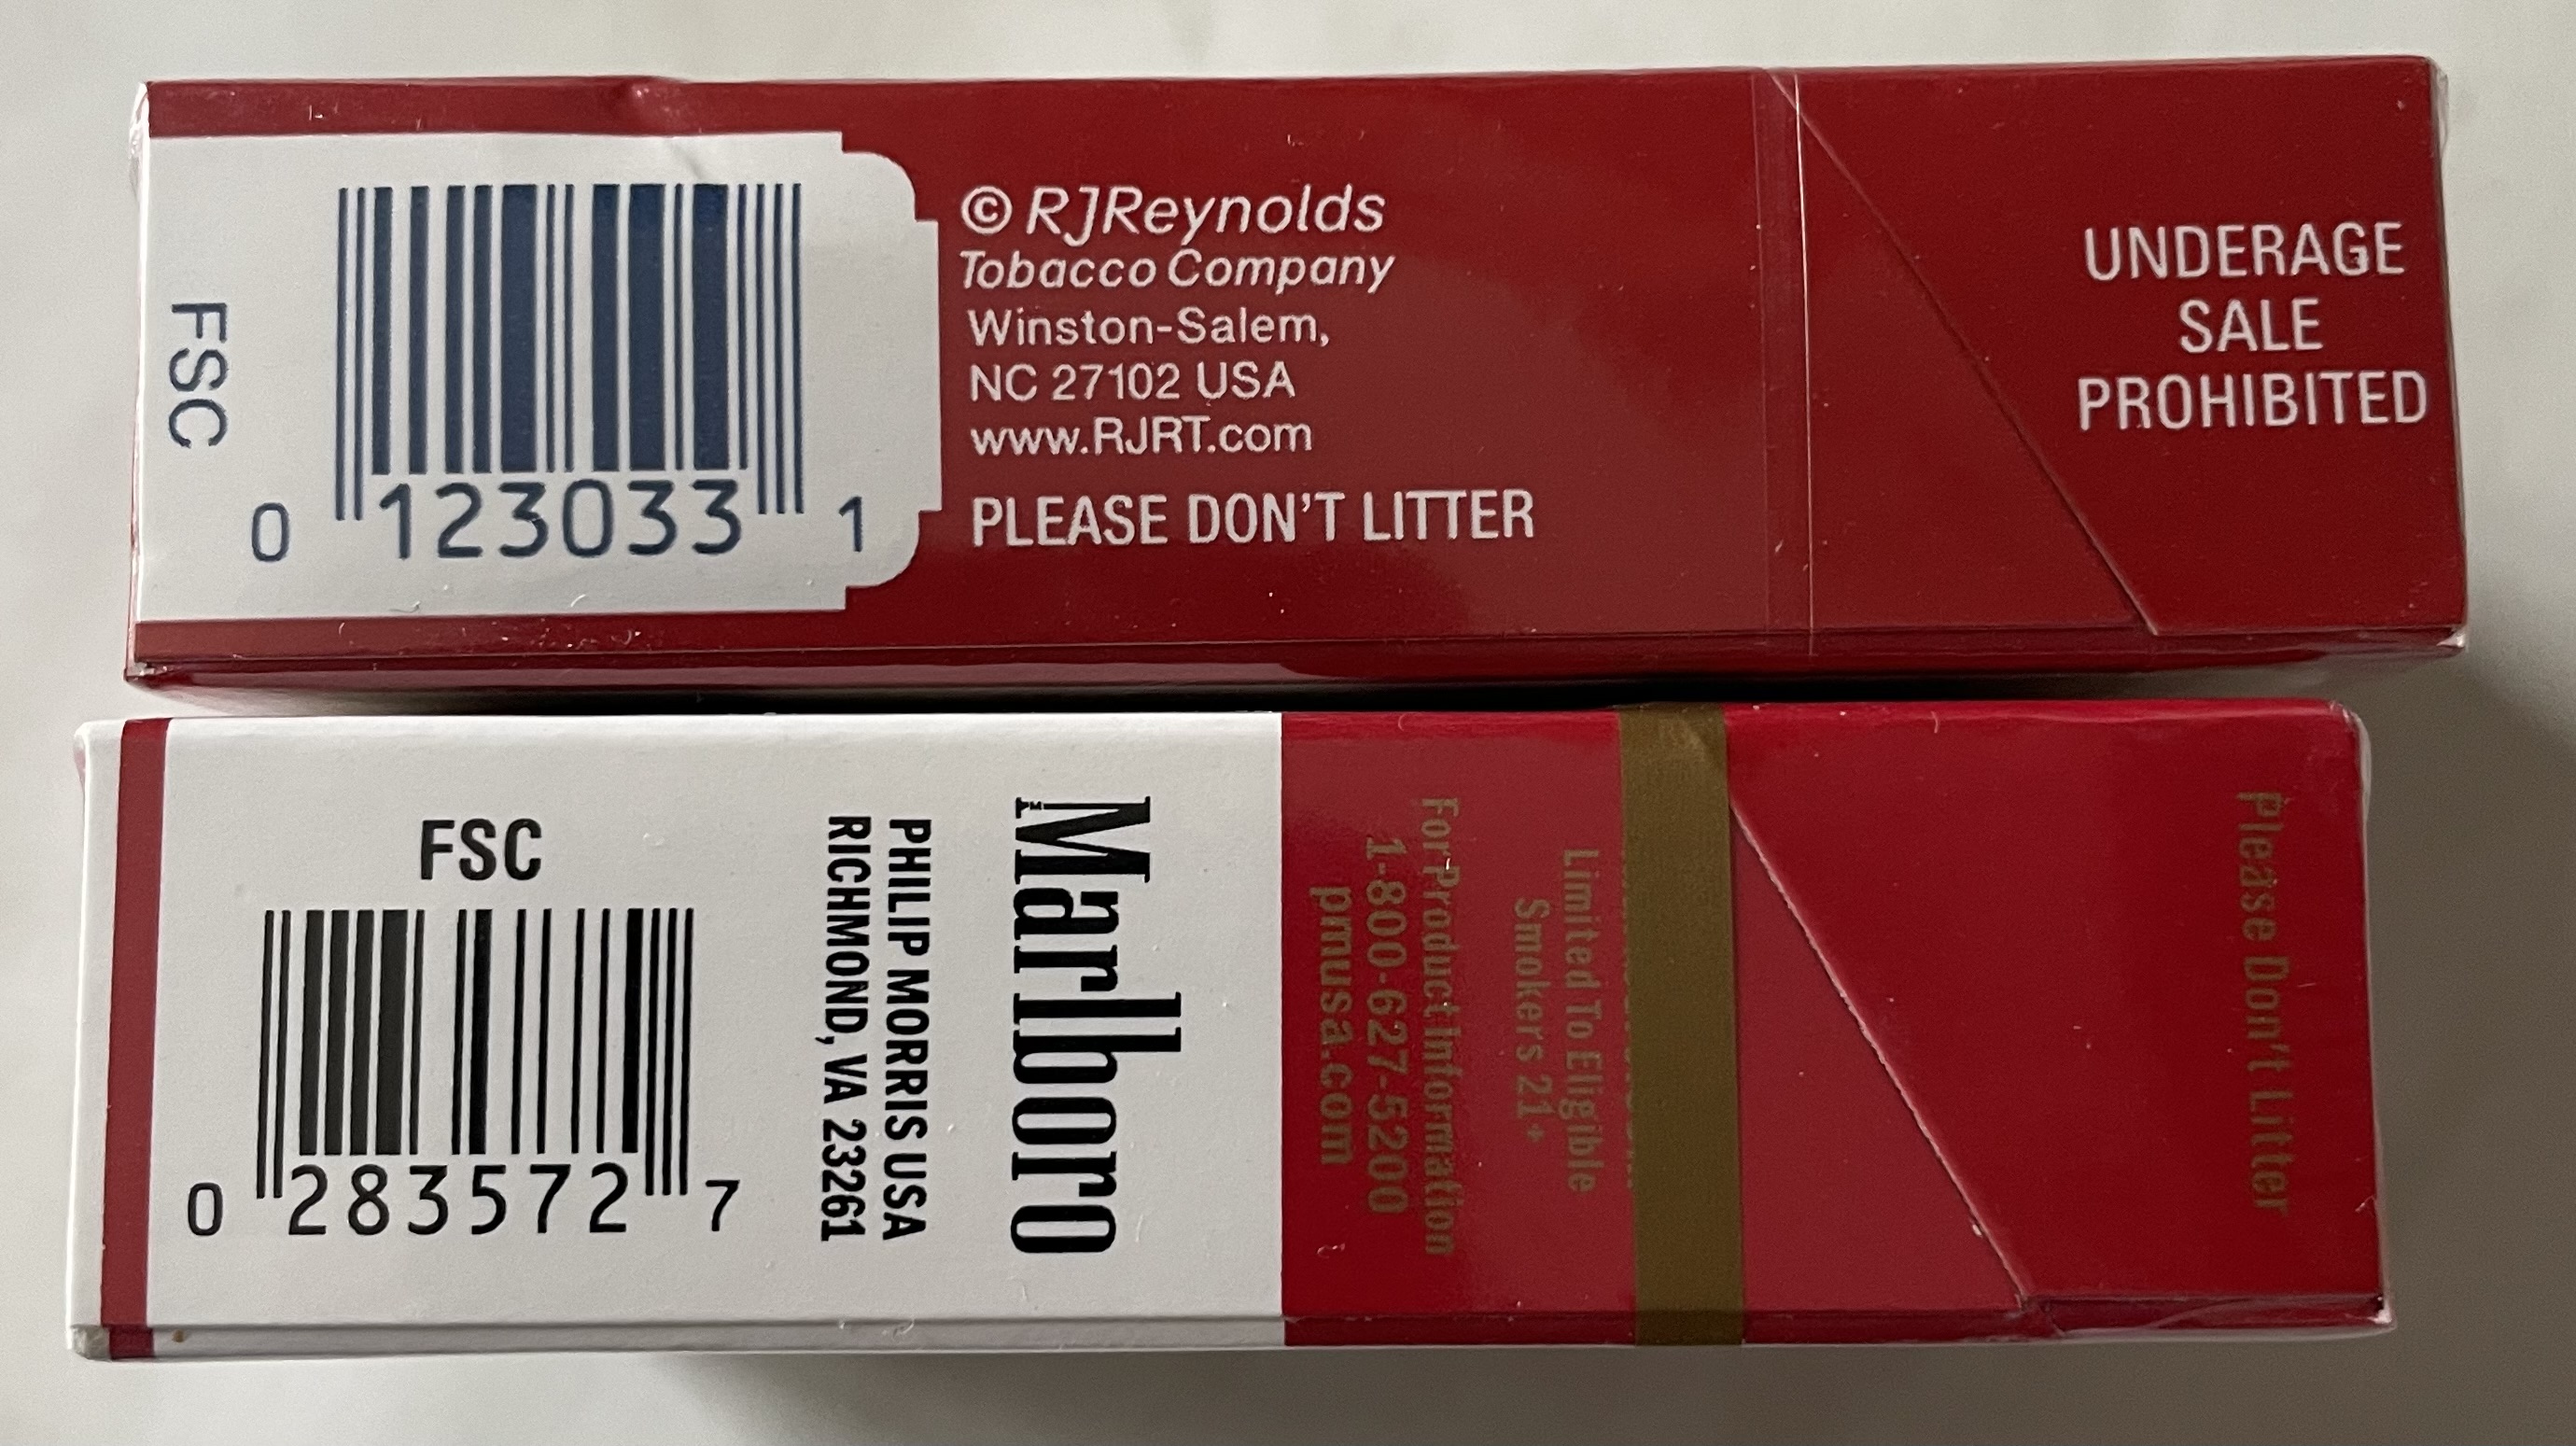 FSC
0 123033 1
© RJReynolds
Tobacco Company
Winston-Salem,
NC 27102 USA
www.RJRT.com
PLEASE DON'T LITTER
UNDERAGE
SALE
PROHIBITED
FSC
0 283572 7
Marlboro
PHILIP MORRIS USA
RICHMOND, VA 23261
Please Don't Litter
Limited To Eligible
Smokers 21+
For Product Information
1-800-627-5200
pmusa.com